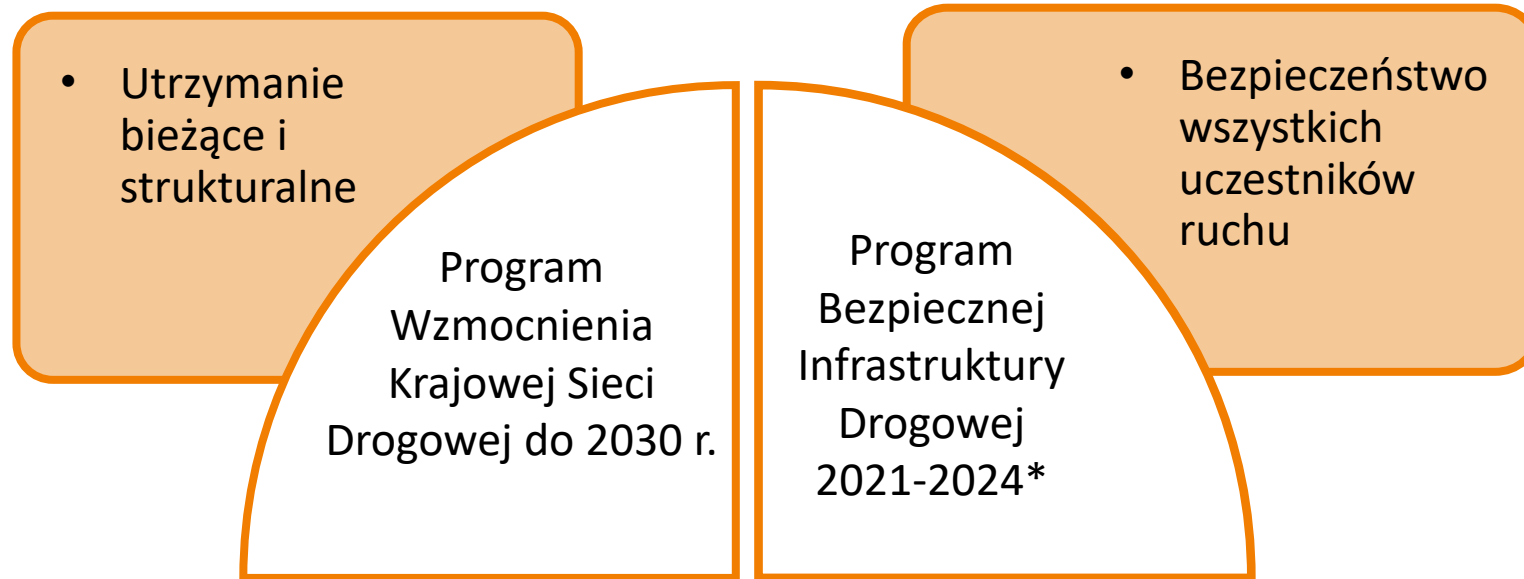 • Utrzymanie
bieżące i
strukturalne
• Bezpieczeństwo
wszystkich
uczestników
ruchu
Program
Wzmocnienia
Krajowej Sieci
Drogowej do 2030 r.
Program
Bezpiecznej
Infrastruktury
Drogowej
2021-2024*